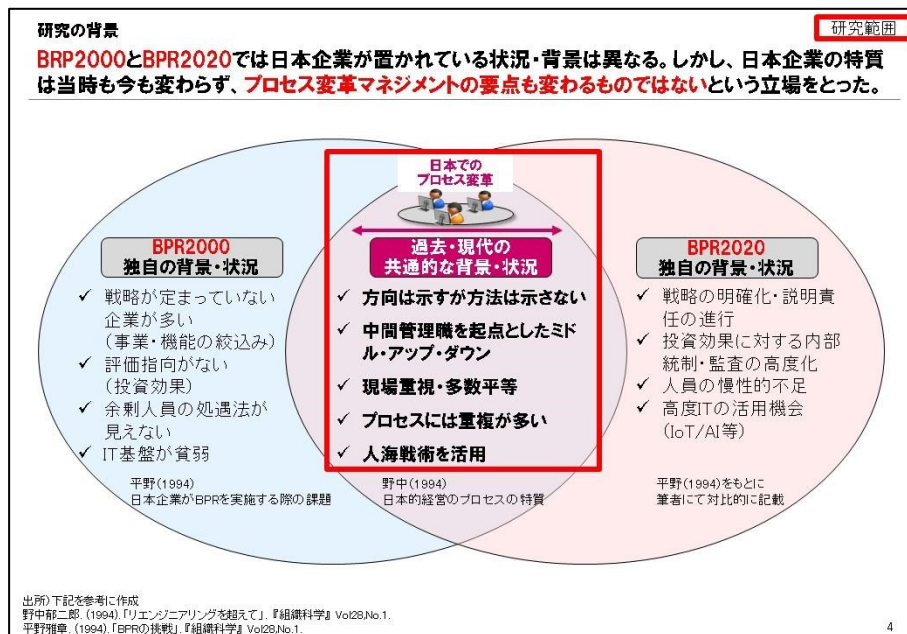 研究の背景
研究範囲
BRP2000とBPR2020では日本企業が置かれている状況・背景は異なる。しかし、日本企業の特質
は当時も今も変わらず、プロセス変革マネジメントの要点も変わるものではないという立場をとった。
日本での
プロセス変革
BPR2000
独自の背景・状況
✓ 戦略が定まっていない
企業が多い
(事業・機能の絞込み)
✓ 評価指向がない
(投資効果)
✓ 余剰人員の処遇法が
見えない
✓ IT基盤が貧弱
平野(1994)
日本企業がBPRを実施する際の課題
過去・現代の
共通的な背景・状況
✓ 方向は示すが方法は示さない
✓ 中間管理職を起点としたミド
ル・アップ・ダウン
✓ 現場重視・多数平等
✓ プロセスには重複が多い
✓ 人海戦術を活用
野中(1994)
日本的経営のプロセスの特質
BPR2020
独自の背景・状況
✓ 戦略の明確化・説明責
任の進行
✓ 投資効果に対する内部
統制・監査の高度化
✓ 人員の慢性的不足
✓ 高度ITの活用機会
(IoT/AI等)
平野(1994)をもとに
筆者にて対比的に記載
出所)下記を参考に作成
野中郁二郎. (1994).「リエンジニアリングを超えて」. 『組織科学』 Vol28,No.1.
平野雅章. (1994).「BPRの挑戦」. 『組織科学』 Vol28,No.1.
4